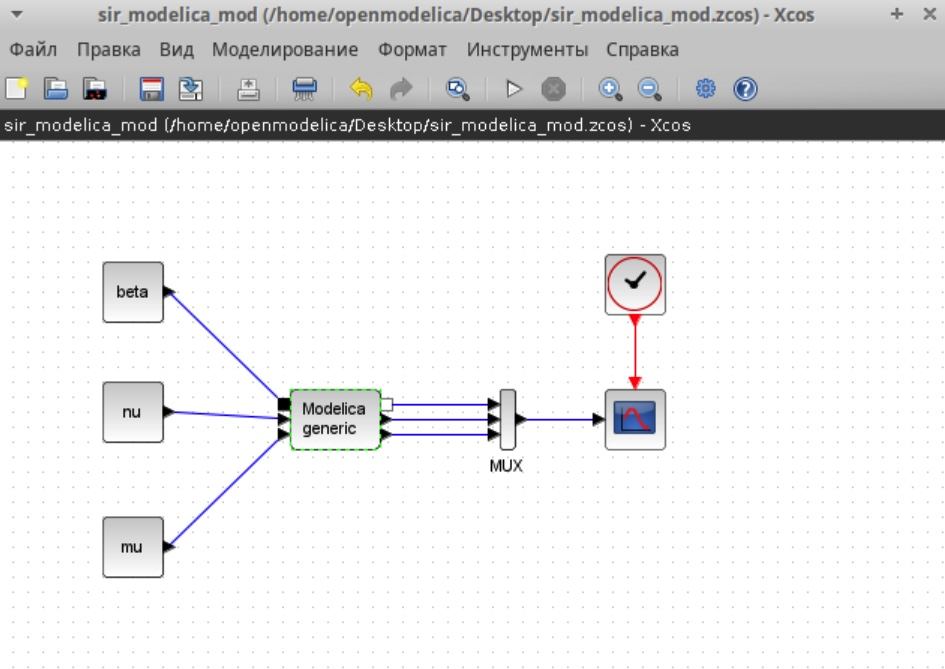 sir_modelica_mod (/home/openmodelica/Desktop/sir_modelica_mod.zcos) - Xcos
Файл Правка Вид Моделирование Формат Инструменты Справка
sir_modelica_mod (/home/openmodelica/Desktop/sir_modelica_mod.zcos) - Xcos
beta
nu
Modelica
generic
MUX
mu